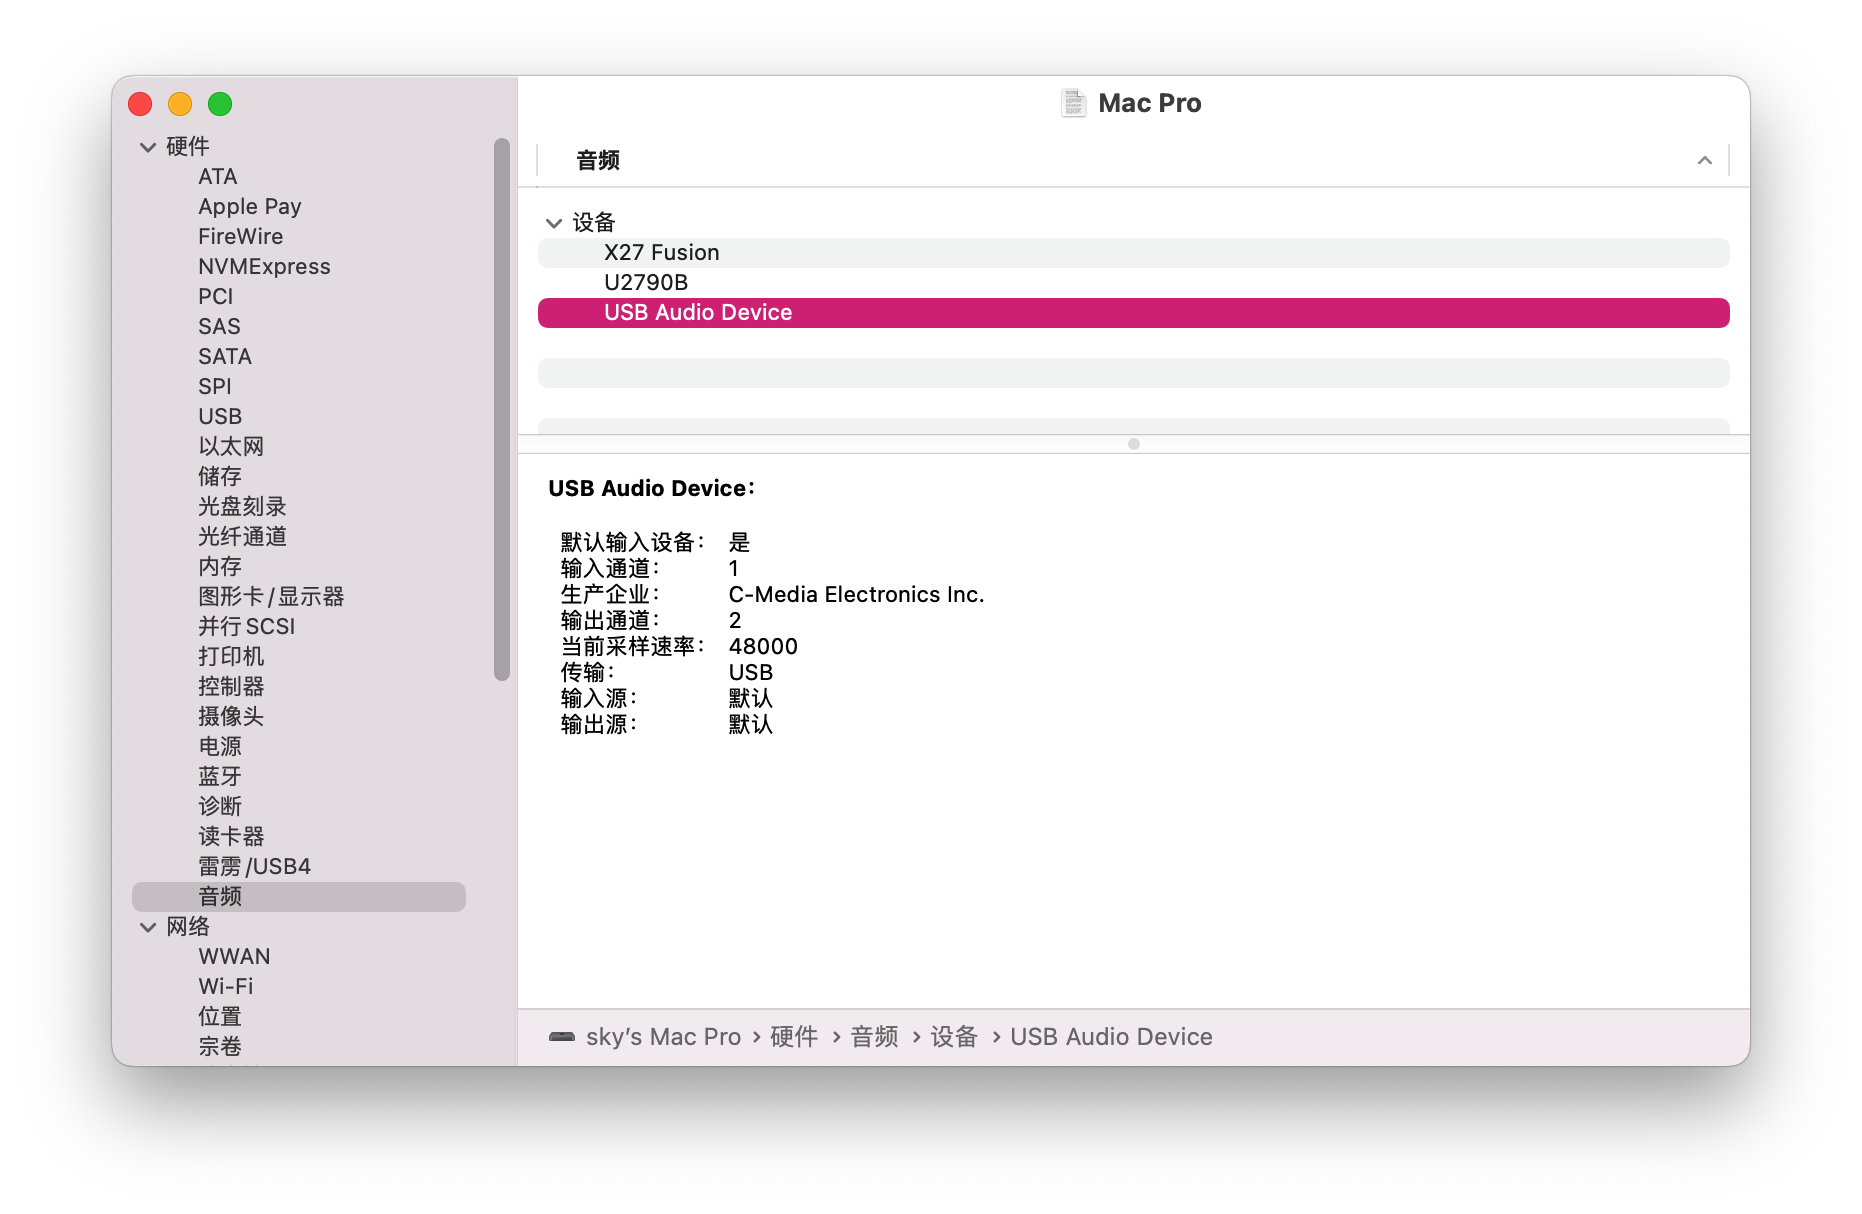 硬件
ATA
Apple Pay
FireWire
NVMExpress
PCI
SAS
SATA
SPI
USB
以太网
储存
光盘刻录
光纤通道
内存
图形卡/显示器
并行SCSI
打印机
控制器
摄像头
电源
蓝牙
诊断
读卡器
雷雳/USB4
音频
网络
WWAN
Wi-Fi
位置
宗卷
Mac Pro
音频
设备
X27 Fusion
U2790B
USB Audio Device
USB Audio Device：
默认输入设备： 是
输入通道： 1
生产企业： C-Media Electronics Inc.
输出通道： 2
当前采样速率： 48000
传输： USB
输入源： 默认
输出源： 默认
sky’s Mac Pro › 硬件 › 音频 › 设备 › USB Audio Device